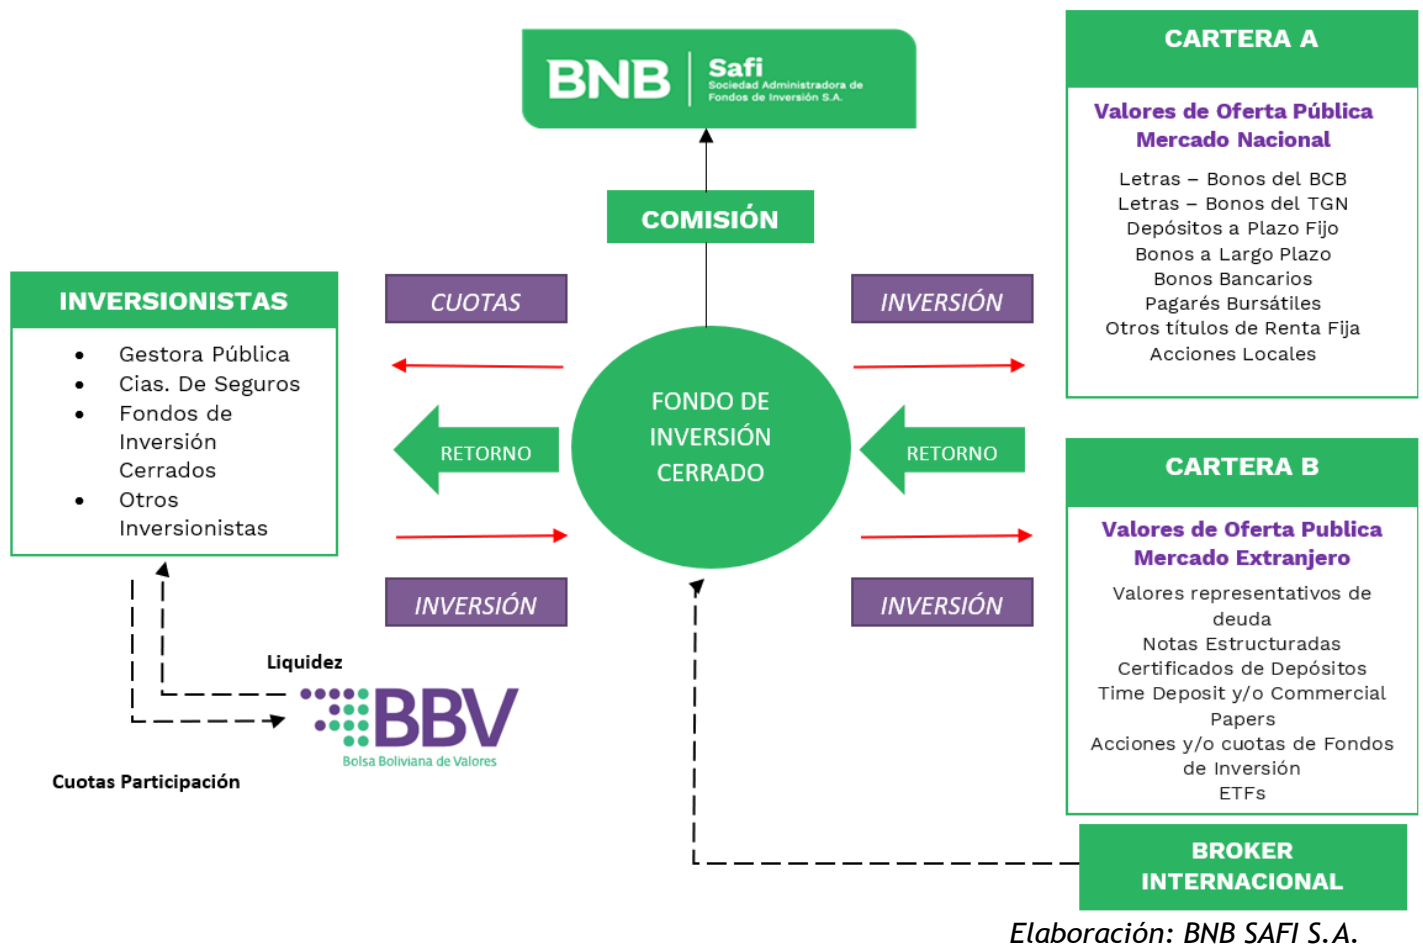 BNB
Safi
Sociedad Administradora de
Fondos de Inversión S.A.
COMISIÓN
INVERSIONISTAS
• Gestora Pública
• Cias. De Seguros
• Fondos de
Inversión
Cerrados
• Otros
Inversionistas
CUOTAS
RETORNO
INVERSIÓN
FONDO DE
INVERSIÓN
CERRADO
INVERSIÓN
RETORNO
INVERSIÓN
CARTERA A
Valores de Oferta Pública
Mercado Nacional
Letras – Bonos del BCB
Letras – Bonos del TGN
Depósitos a Plazo Fijo
Bonos a Largo Plazo
Bonos Bancarios
Pagarés Bursátiles
Otros títulos de Renta Fija
Acciones Locales
CARTERA B
Valores de Oferta Publica
Mercado Extranjero
Valores representativos de
deuda
Notas Estructuradas
Certificados de Depósitos
Time Deposit y/o Commercial
Papers
Acciones y/o cuotas de Fondos
de Inversión
ETFs
BROKER
INTERNACIONAL
Liquidez
BBV
Bolsa Boliviana de Valores
Cuotas Participación
Elaboración: BNB SAFI S.A.